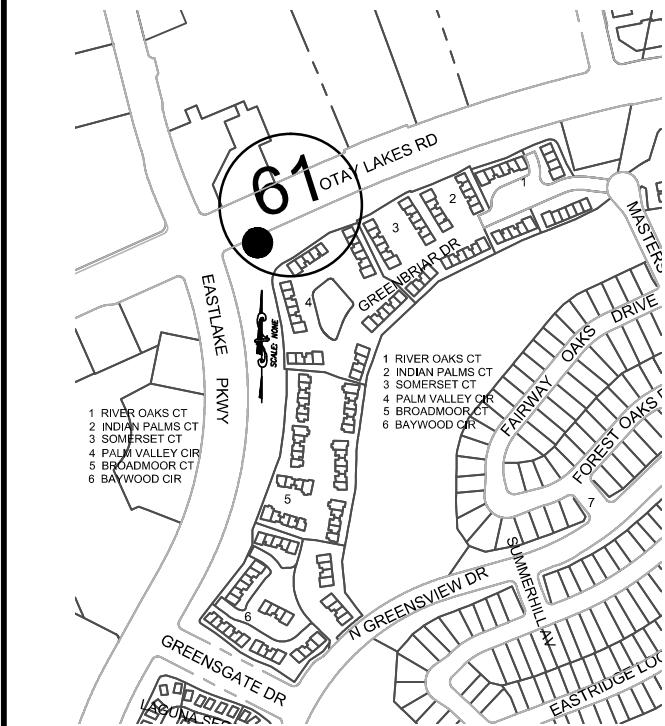 61
OTAY LAKES RD
1
2
3
MASTERS
GREENBRIAR DR
4
EASTLAKE PKWY
SCALE: NONE
FAIRWAY OAKS DRIVE
1 RIVER OAKS CT
2 INDIAN PALMS CT
3 SOMERSET CT
4 PALM VALLEY CIR
5 BROADMOOR CT
6 BAYWOOD CIR
1 RIVER OAKS CT
2 INDIAN PALMS CT
3 SOMERSET CT
4 PALM VALLEY CIR
5 BROADMOOR CT
6 BAYWOOD CIR
FOREST OAKS
5
7
SUMMERHILL AV
N GREENSVIEW DR
6
GREENSGATE DR
EASTRIDGE LOO
LAGUNA